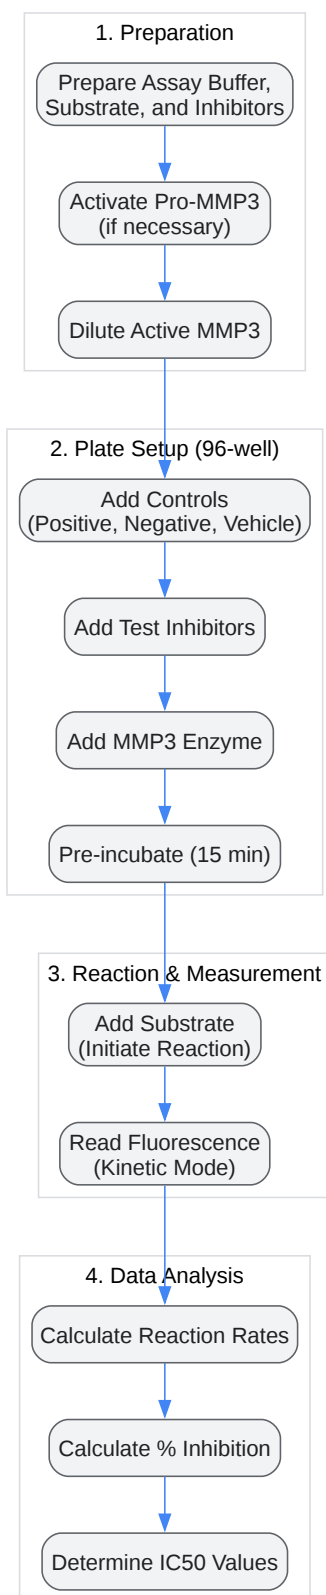 1. Preparation
Prepare Assay Buffer,
Substrate, and Inhibitors
Activate Pro-MMP3
(if necessary)
Dilute Active MMP3
2. Plate Setup (96-well)
Add Controls
(Positive, Negative, Vehicle)
Add Test Inhibitors
Add MMP3 Enzyme
Pre-incubate (15 min)
3. Reaction & Measurement
Add Substrate
(Initiate Reaction)
Read Fluorescence
(Kinetic Mode)
4. Data Analysis
Calculate Reaction Rates
Calculate % Inhibition
Determine IC50 Values